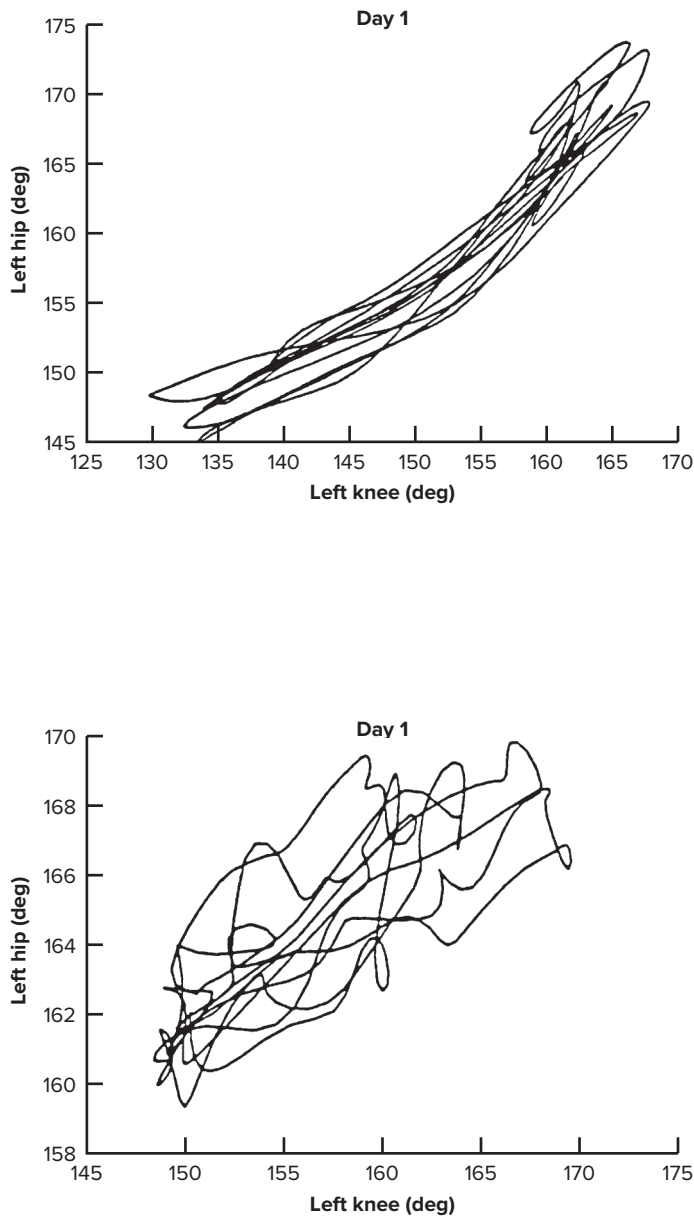 Day 1
175
170
165
160
155
150
145
Left hip (deg)
125 130 135 140 145 150 155 160 165 170
Left knee (deg)
Day 1
170
168
166
164
162
160
158
Left hip (deg)
145 150 155 160 165 170 175
Left knee (deg)